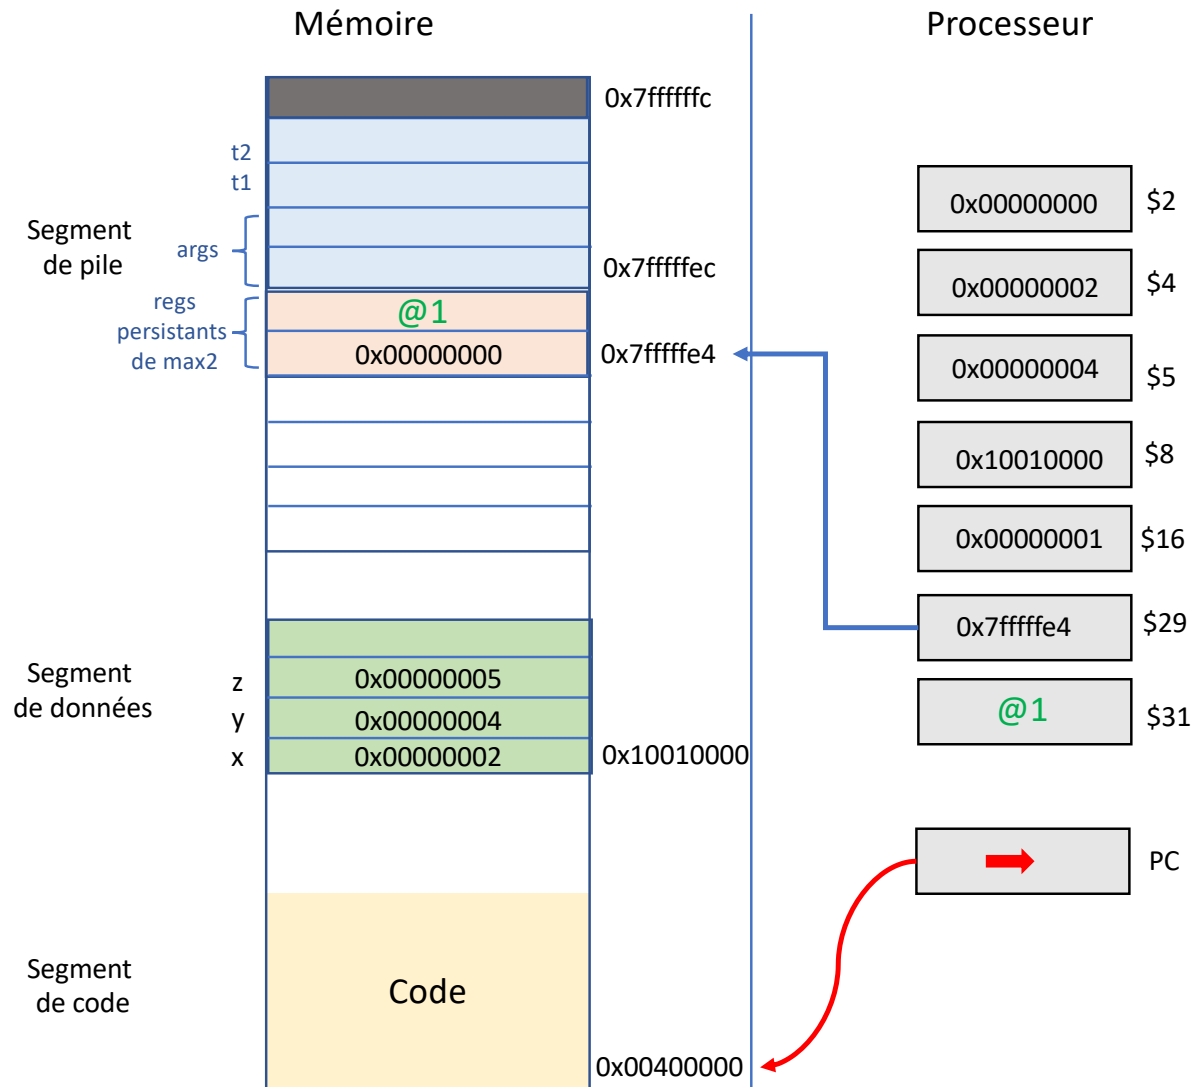 Mémoire
Processeur
0x7ffffffc
t2
t1
Segment
de pile
args
0x7fffffec
regs
persistants
de max2
@1
0x00000000
0x7fffffe4
0x00000000
$2
0x00000002
$4
0x00000004
$5
0x10010000
$8
0x00000001
$16
0x7fffffe4
$29
@1
$31
Segment
de données
z
0x00000005
y
0x00000004
x
0x00000002
0x10010000
PC
Segment
de code
Code
0x00400000